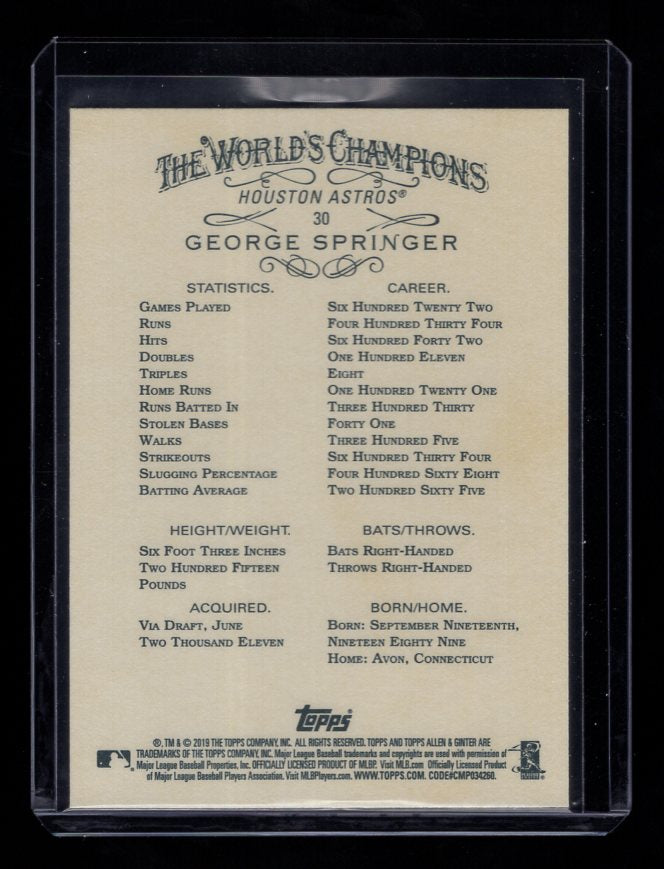 THE WORLD'S CHAMPIONS
HOUSTON ASTROS®
30
GEORGE SPRINGER
STATISTICS. CAREER.
GAMES PLAYED SIX HUNDRED TWENTY TWO
RUNS FOUR HUNDRED THIRTY FOUR
HITS SIX HUNDRED FORTY TWO
DOUBLES ONE HUNDRED ELEVEN
TRIPLES EIGHT
HOME RUNS ONE HUNDRED TWENTY ONE
RUNS BATTED IN THREE HUNDRED THIRTY
STOLEN BASES FORTY ONE
WALKS THREE HUNDRED FIVE
STRIKEOUTS SIX HUNDRED THIRTY FOUR
SLUGGING PERCENTAGE FOUR HUNDRED SIXTY EIGHT
BATTING AVERAGE TWO HUNDRED SIXTY FIVE
HEIGHT/WEIGHT.
SIX FOOT THREE INCHES
TWO HUNDRED FIFTEEN
POUNDS
BATS/THROWS.
BATS RIGHT-HANDED
THROWS RIGHT-HANDED
ACQUIRED.
VIA DRAFT, JUNE
TWO THOUSAND ELEVEN
BORN/HOME.
BORN: SEPTEMBER NINETEENTH,
NINETEEN EIGHTY NINE
HOME: AVON, CONNECTICUT
TOPPS
®, TM & © 2019 THE TOPPS COMPANY, INC. ALL RIGHTS RESERVED. TOPPS AND TOPPS ALLEN & GINTER ARE
TRADEMARKS OF THE TOPPS COMPANY, INC. Major League Baseball trademarks and copyrights are used with permission of
Major League Baseball Properties, Inc. OFFICIALLY LICENSED PRODUCT OF MLBP. Visit MLB.com Officially Licensed Product
of Major League Baseball Players Association. Visit MLBPlayers.com. WWW.TOPPS.COM. CODE#CMP034260.